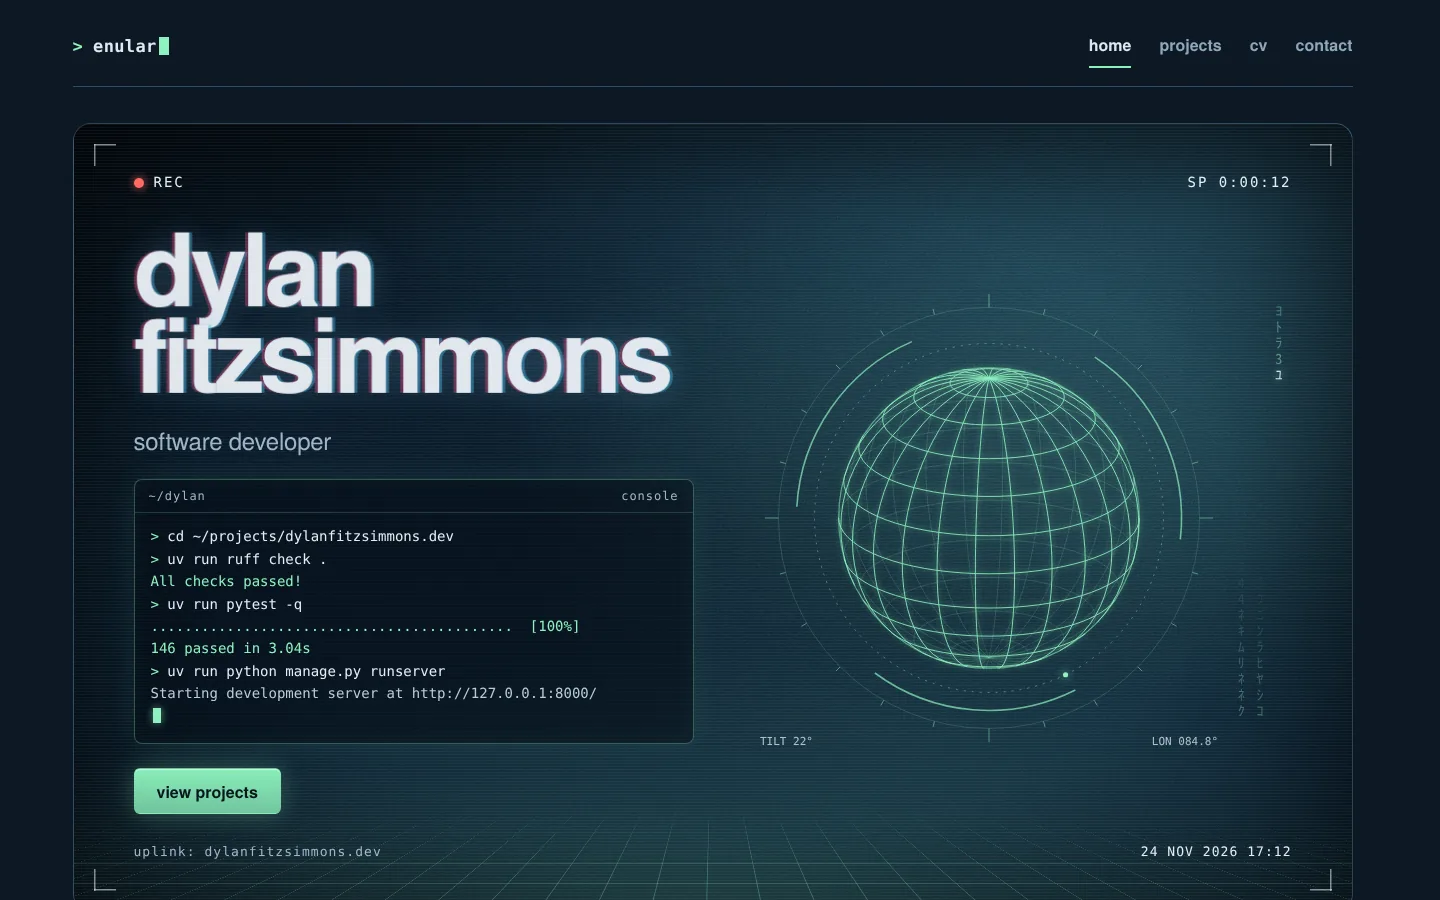 > enular
home projects cv contact
REC
SP 0:00:12
dylan
fitzsimmons
software developer
~/dylan console
> cd ~/projects/dylanfitzsimmons.dev
> uv run ruff check .
All checks passed!
> uv run pytest -q
........................................... [100%]
146 passed in 3.04s
> uv run python manage.py runserver
Starting development server at http://127.0.0.1:8000/
view projects
TILT 22°
LON 084.8°
uplink: dylanfitzsimmons.dev
24 NOV 2026 17:12